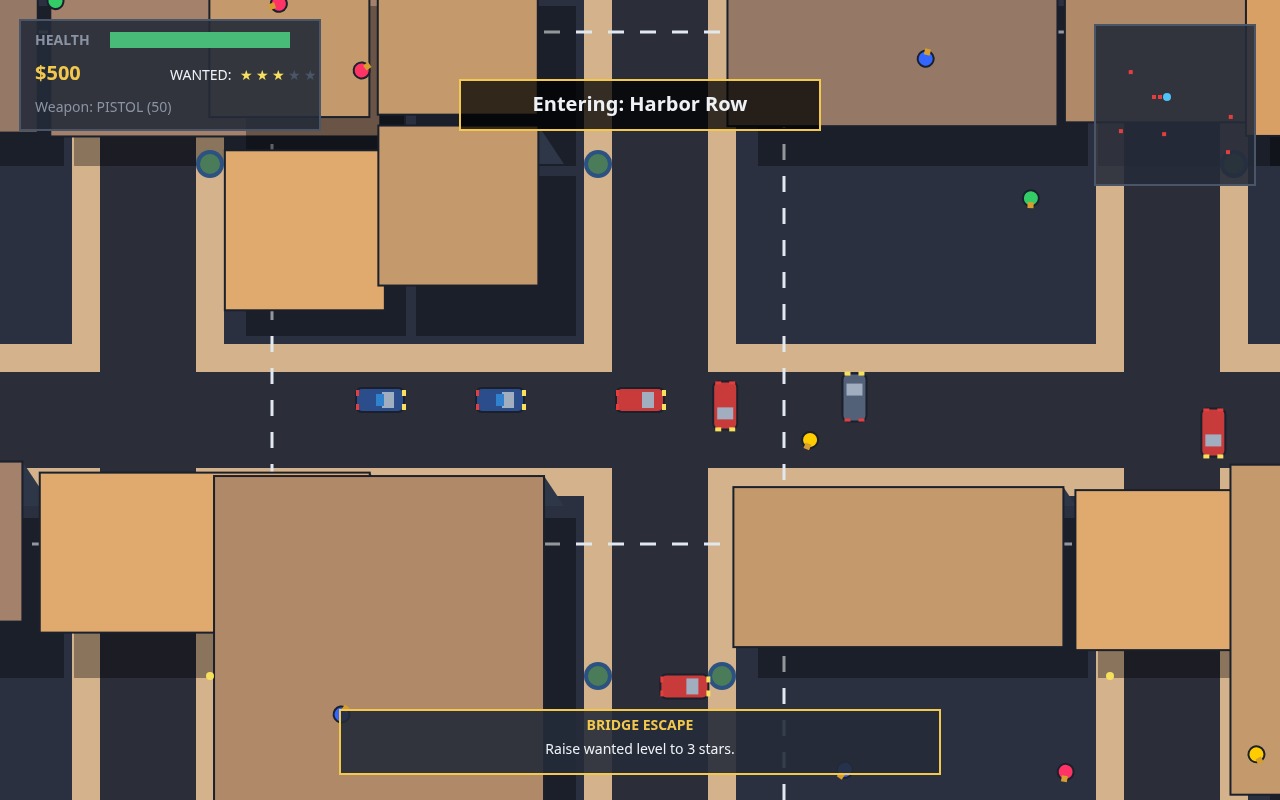 HEALTH
$500
WANTED: ★ ★ ★ ★ ★
Weapon: PISTOL (50)
Entering: Harbor Row
BRIDGE ESCAPE
Raise wanted level to 3 stars.